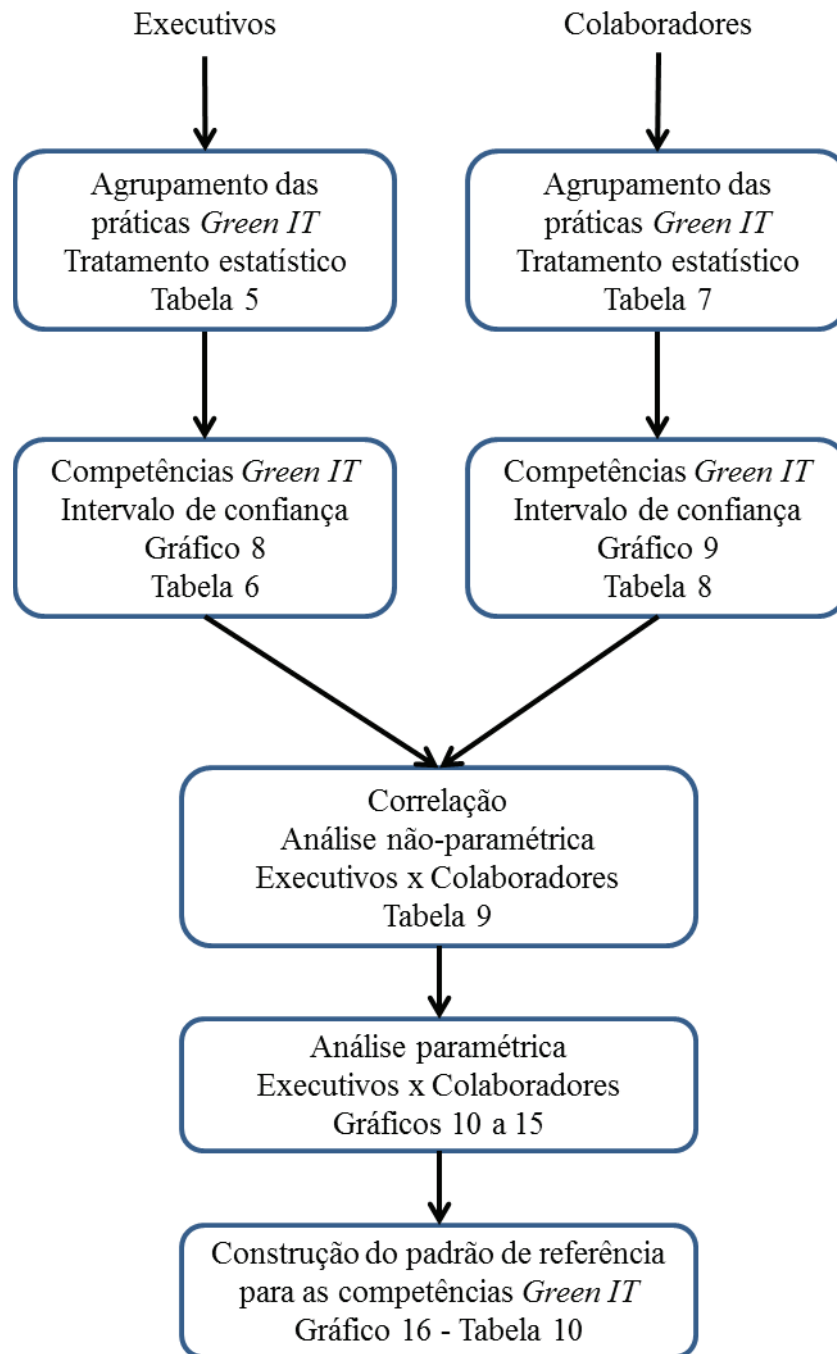 Executivos
Colaboradores
Agrupamento das
práticas Green IT
Tratamento estatístico
Tabela 5
Agrupamento das
práticas Green IT
Tratamento estatístico
Tabela 7
Competências Green IT
Intervalo de confiança
Gráfico 8
Tabela 6
Competências Green IT
Intervalo de confiança
Gráfico 9
Tabela 8
Correlação
Análise não-paramétrica
Executivos x Colaboradores
Tabela 9
Análise paramétrica
Executivos x Colaboradores
Gráficos 10 a 15
Construção do padrão de referência
para as competências Green IT
Gráfico 16 - Tabela 10